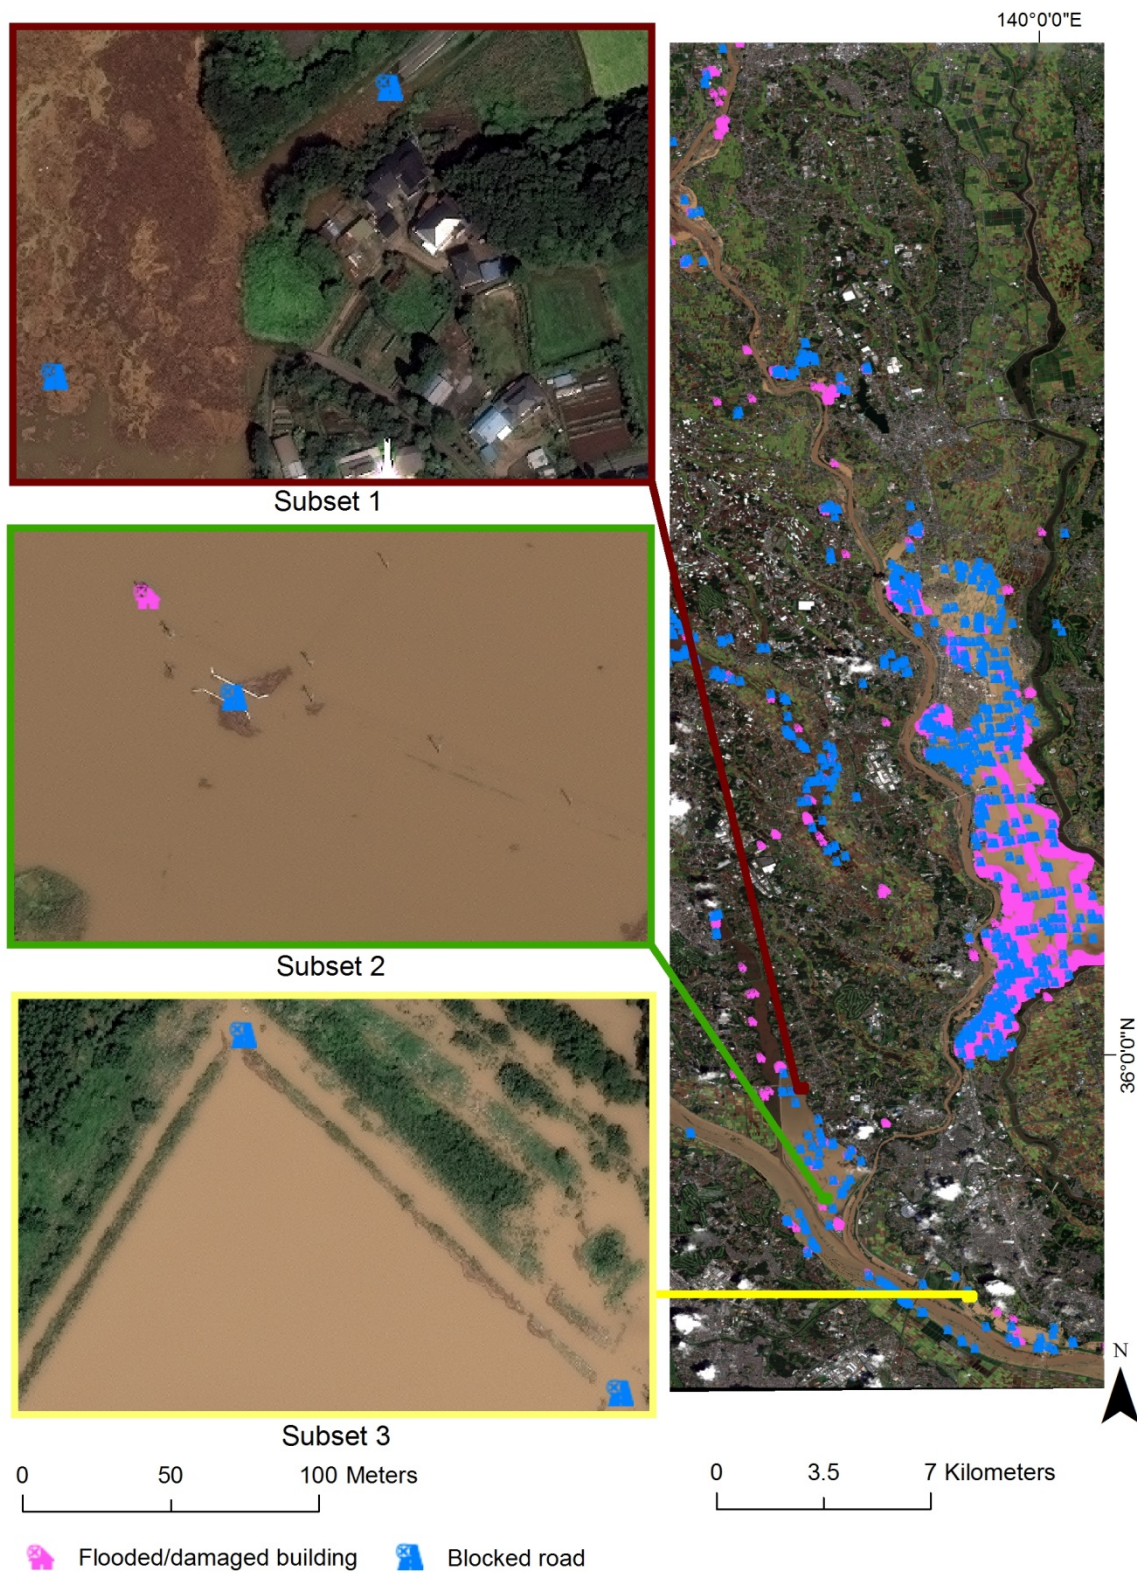 140°0'0"E
Subset 1
Subset 2
36°0'0"N
N
Subset 3
0 50 100 Meters
0 3.5 7 Kilometers
Flooded/damaged building
Blocked road